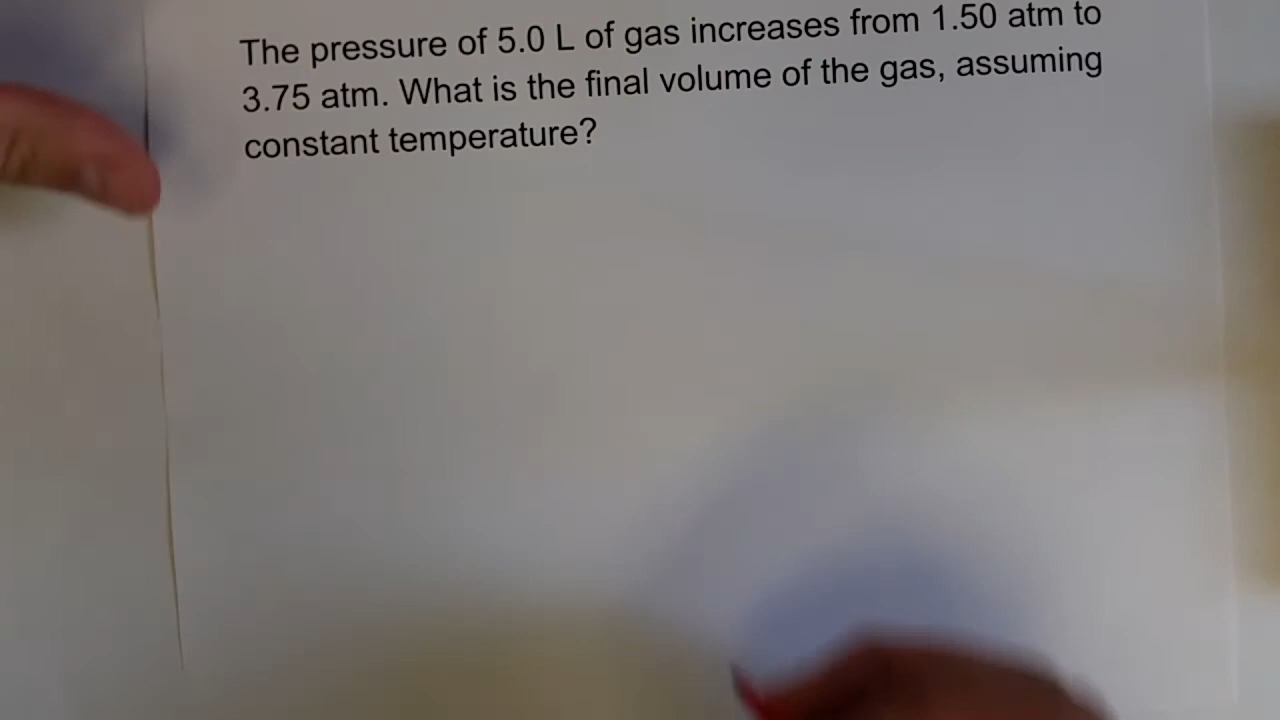 The pressure of 5.0 L of gas increases from 1.50 atm to
3.75 atm. What is the final volume of the gas, assuming
constant temperature?